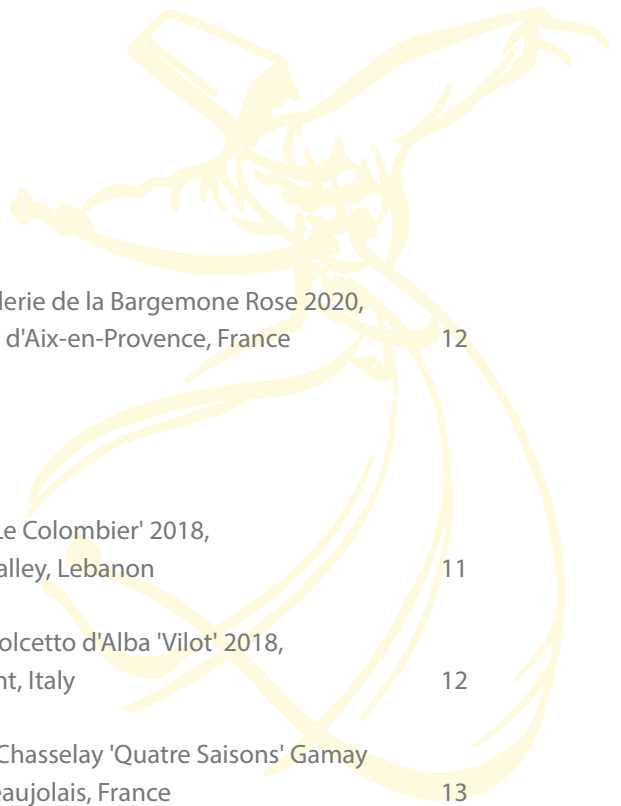 lerie de la Bargemone Rose 2020,
d'Aix-en-Provence, France 12
Le Colombier' 2018,
alley, Lebanon 11
olcetto d'Alba 'Vilot' 2018,
nt, Italy 12
Chasselay 'Quatre Saisons' Gamay
eaujolais, France 13